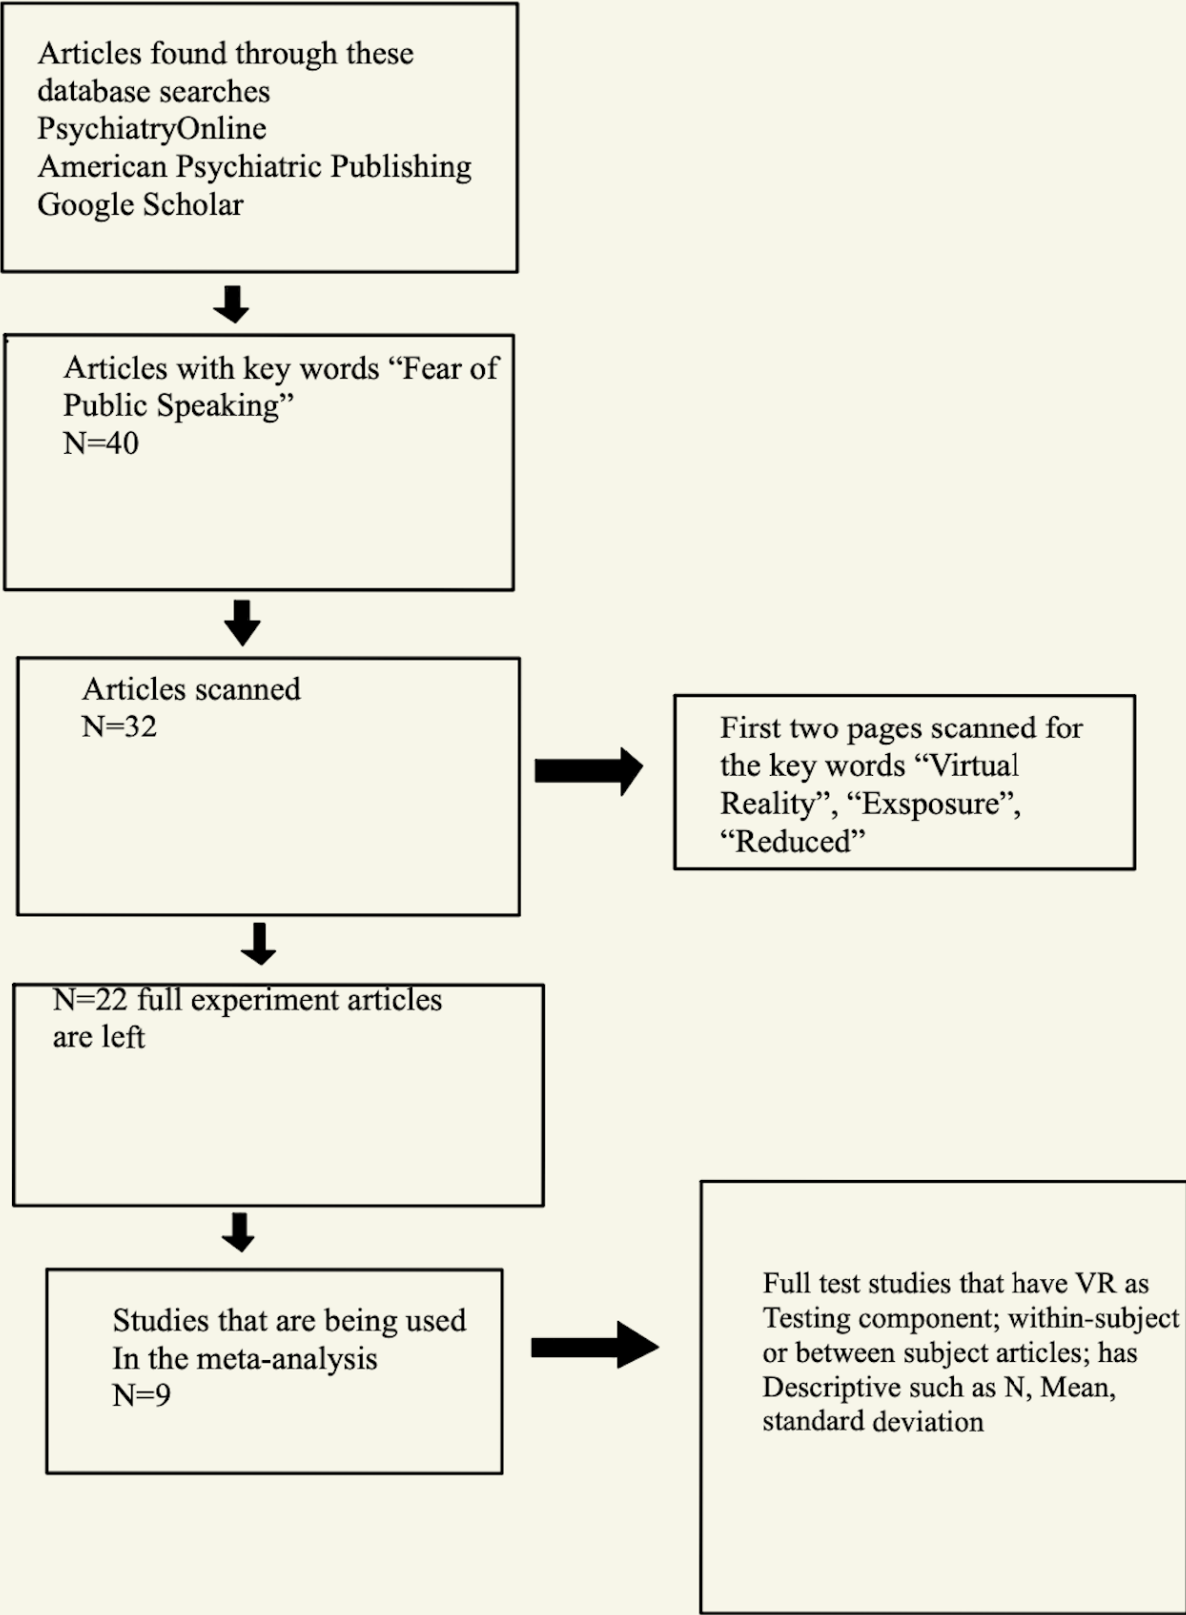 Articles found through these
database searches
PsychiatryOnline
American Psychiatric Publishing
Google Scholar
Articles with key words “Fear of
Public Speaking”
N=40
Articles scanned
N=32
First two pages scanned for
the key words “Virtual
Reality”, “Exsposure”,
“Reduced”
N=22 full experiment articles
are left
Studies that are being used
In the meta-analysis
N=9
Full test studies that have VR as
Testing component; within-subject
or between subject articles; has
Descriptive such as N, Mean,
standard deviation